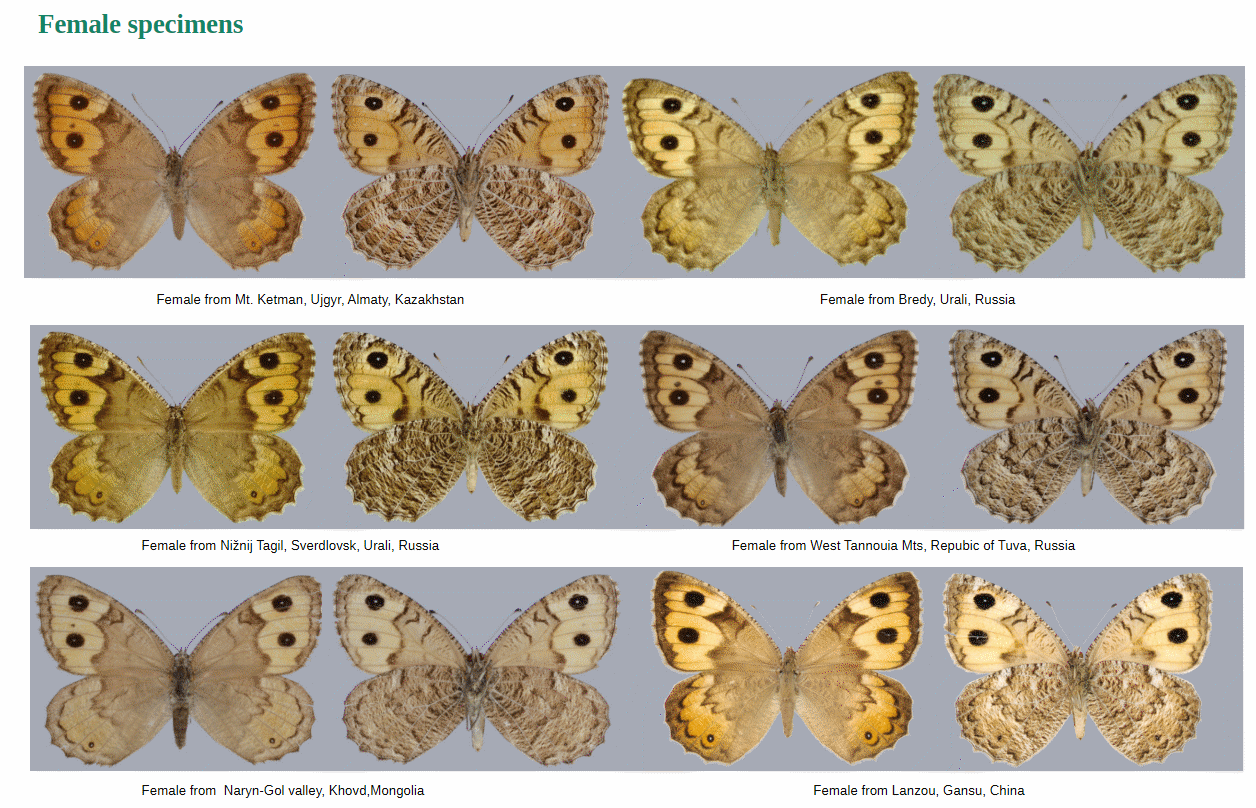 Female specimens
Female from Mt. Ketman, Ujgyr, Almaty, Kazakhstan
Female from Bredy, Urali, Russia
Female from Nižnij Tagil, Sverdlovsk, Urali, Russia
Female from West Tannouia Mts, Repubic of Tuva, Russia
Female from  Naryn-Gol valley, Khovd,Mongolia
Female from Lanzou, Gansu, China